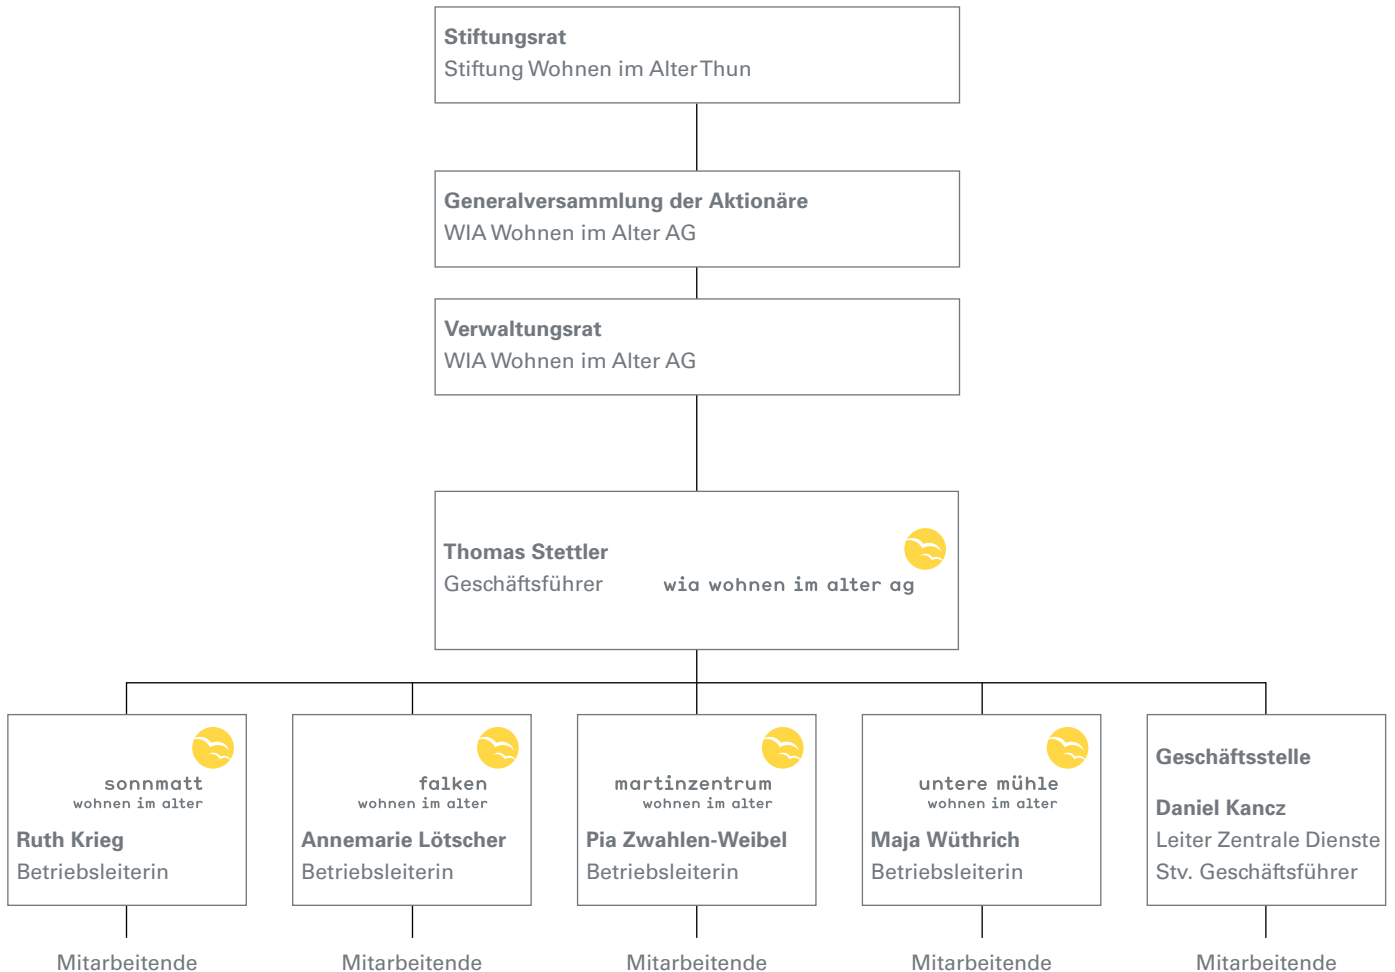 Stiftungsrat
Stiftung Wohnen im Alter Thun
Generalversammlung der Aktionäre
WIA Wohnen im Alter AG
Verwaltungsrat
WIA Wohnen im Alter AG
Thomas Stettler
Geschäftsführer
wia wohnen im alter ag
sonnmatt
wohnen im alter
Ruth Krieg
Betriebsleiterin
Mitarbeitende
falken
wohnen im alter
Annemarie Lötscher
Betriebsleiterin
Mitarbeitende
martinzentrum
wohnen im alter
Pia Zwahlen-Weibel
Betriebsleiterin
Mitarbeitende
untere mühle
wohnen im alter
Maja Wüthrich
Betriebsleiterin
Mitarbeitende
Geschäftsstelle
Daniel Kancz
Leiter Zentrale Dienste
Stv. Geschäftsführer
Mitarbeitende